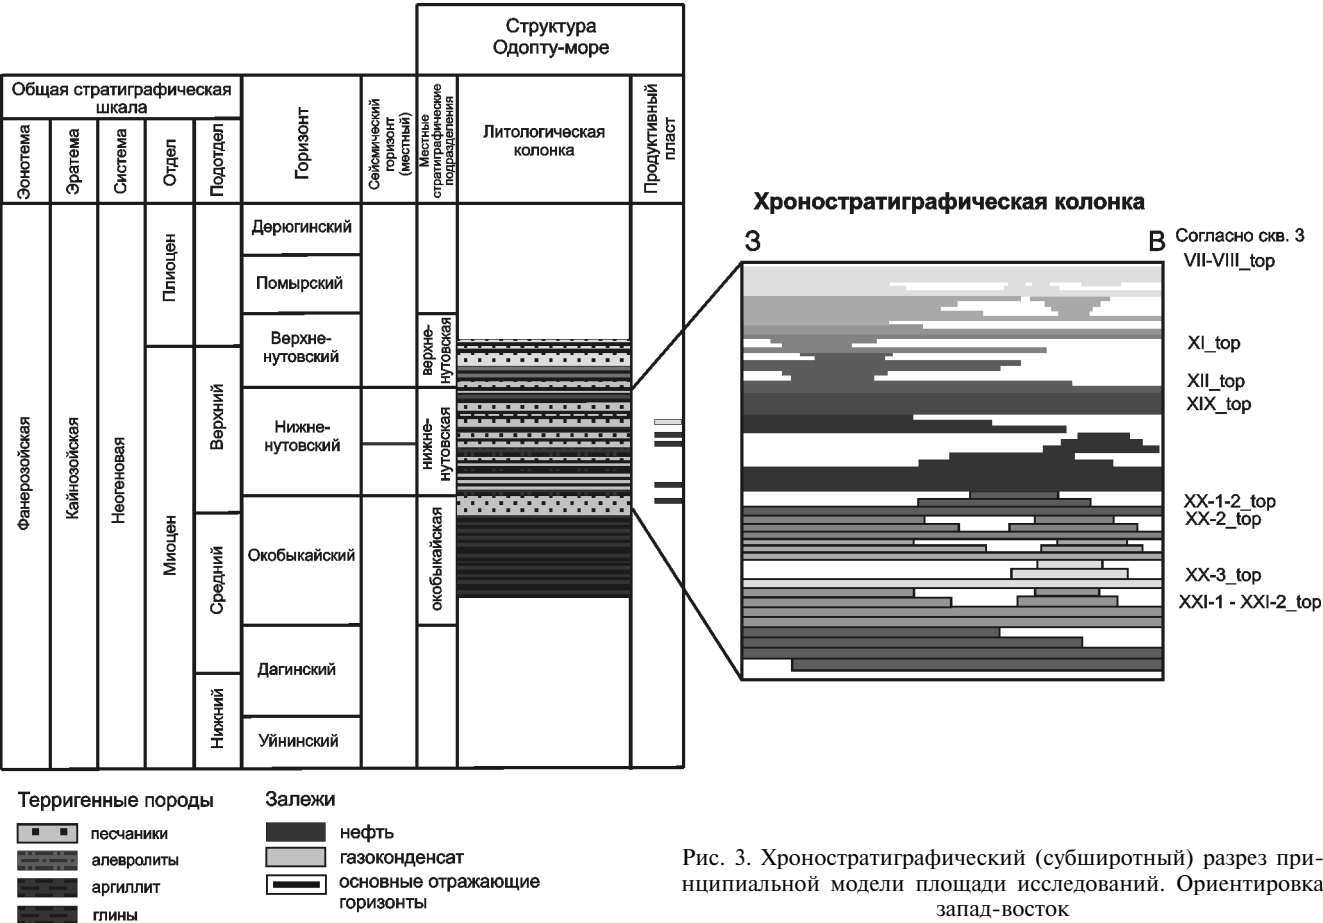 Структура
Одопту-море
Общая стратиграфическая
шкала
Эонотема
Эратема
Система
Отдел
Подотдел
Горизонт
Сейсмический
горизонт
(местный)
Местные
стратиграфические
подразделения
Литологическая
колонка
Продуктивный
пласт
Фанерозойская
Кайнозойская
Неогеновая
Плиоцен
Миоцен
Верхний
Средний
Нижний
Дерюгинский
Помырский
Верхне-
нутовский
Нижне-
нутовский
Окобыкайский
Дагинский
Уйнинский
верхне-
нутовская
нижне-
нутовская
окобыкайская
Хроностратиграфическая колонка
З
В
Согласно скв. 3
VII-VIII_top
XI_top
XII_top
XIX_top
XX-1-2_top
XX-2_top
XX-3_top
XXI-1 - XXI-2_top
Терригенные породы
песчаники
алевролиты
аргиллит
глины
Залежи
нефть
газоконденсат
основные отражающие
горизонты
Рис. 3. Хроностратиграфический (субширотный) разрез при-
нципиальной модели площади исследований. Ориентировка
запад-восток